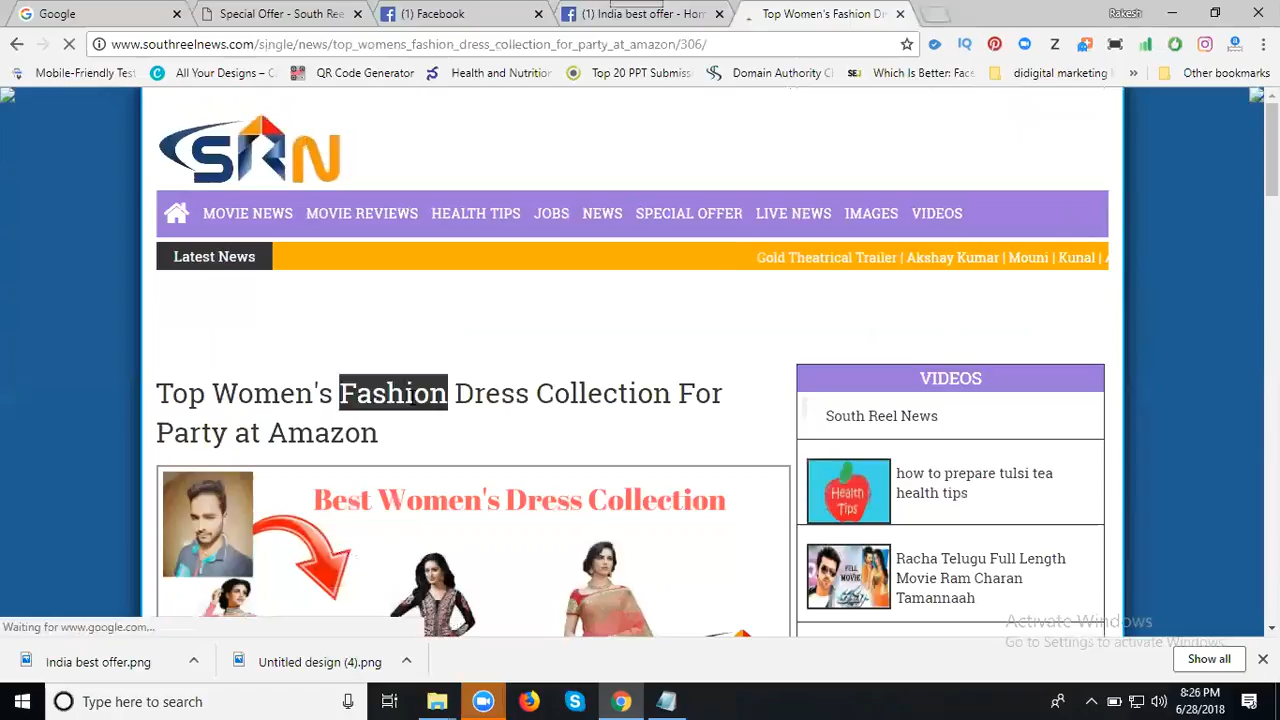 Google
Special Offer - South Ree
(1) Facebook
(1) India best offer - Hom
Top Women's Fashion Dr
Rakesh
www.southreelnews.com/single/news/top_womens_fashion_dress_collection_for_party_at_amazon/306/
Mobile-Friendly Test
All Your Designs – C
QR Code Generator
Health and Nutrition
Top 20 PPT Submiss
Domain Authority C
Which Is Better: Face
didigital marketing
Other bookmarks
SRN
MOVIE NEWS MOVIE REVIEWS HEALTH TIPS JOBS NEWS SPECIAL OFFER LIVE NEWS IMAGES VIDEOS
Latest News
Gold Theatrical Trailer | Akshay Kumar | Mouni | Kunal |
Top Women's Fashion Dress Collection For
Party at Amazon
Best Women's Dress Collection
VIDEOS
South Reel News
how to prepare tulsi tea
health tips
Health
Tips
Racha Telugu Full Length
Movie Ram Charan
Tamannaah
FULL
MOVIE
Activate Windows
Go to Settings to activate Windows.
Waiting for www.google.com...
India best offer.png
Untitled design (4).png
Show all
Type here to search
8:26 PM
6/28/2018